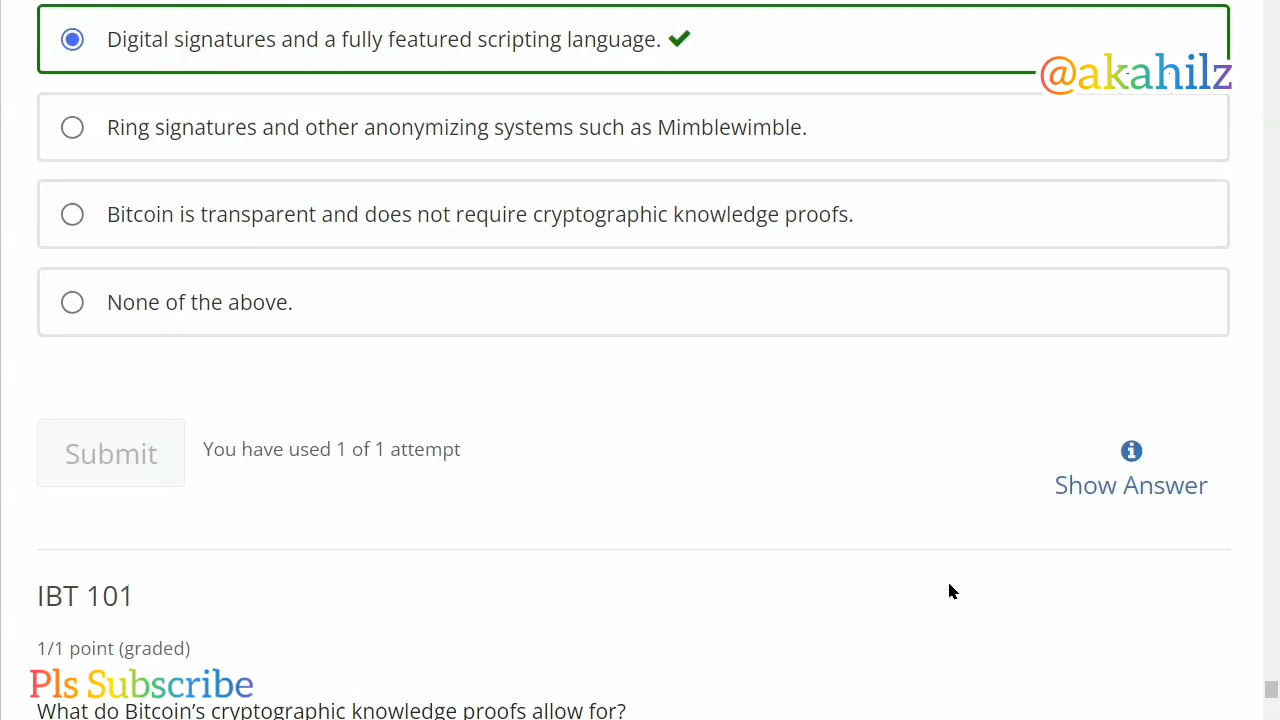 Digital signatures and a fully featured scripting language.
@akahilz
Ring signatures and other anonymizing systems such as Mimblewimble.
Bitcoin is transparent and does not require cryptographic knowledge proofs.
None of the above.
Submit
You have used 1 of 1 attempt
Show Answer
IBT 101
1/1 point (graded)
Pls Subscribe
What do Bitcoin’s cryptographic knowledge proofs allow for?